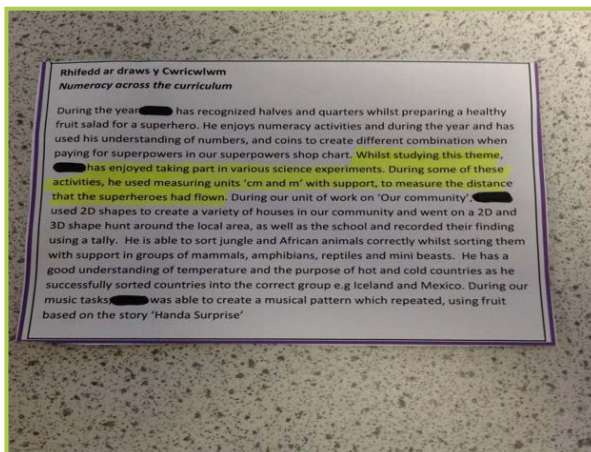 Rhifedd ar draws y Cwricwlwm
Numeracy across the curriculum
During the year has recognized halves and quarters whilst preparing a healthy
fruit salad for a superhero. He enjoys numeracy activities and during the year and has
used his understanding of numbers, and coins to create different combination when
paying for superpowers in our superpowers shop chart. Whilst studying this theme,
has enjoyed taking part in various science experiments. During some of these
activities, he used measuring units 'cm and m' with support, to measure the distance
that the superheroes had flown. During our unit of work on 'Our community',
used 2D shapes to create a variety of houses in our community and went on a 2D and
3D shape hunt around the local area, as well as the school and recorded their finding
using a tally. He is able to sort jungle and African animals correctly whilst sorting them
with support in groups of mammals, amphibians, reptiles and mini beasts. He has a
good understanding of temperature and the purpose of hot and cold countries as he
successfully sorted countries into the correct group e.g Iceland and Mexico. During our
music tasks, was able to create a musical pattern which repeated, using fruit
based on the story 'Handa Surprise'